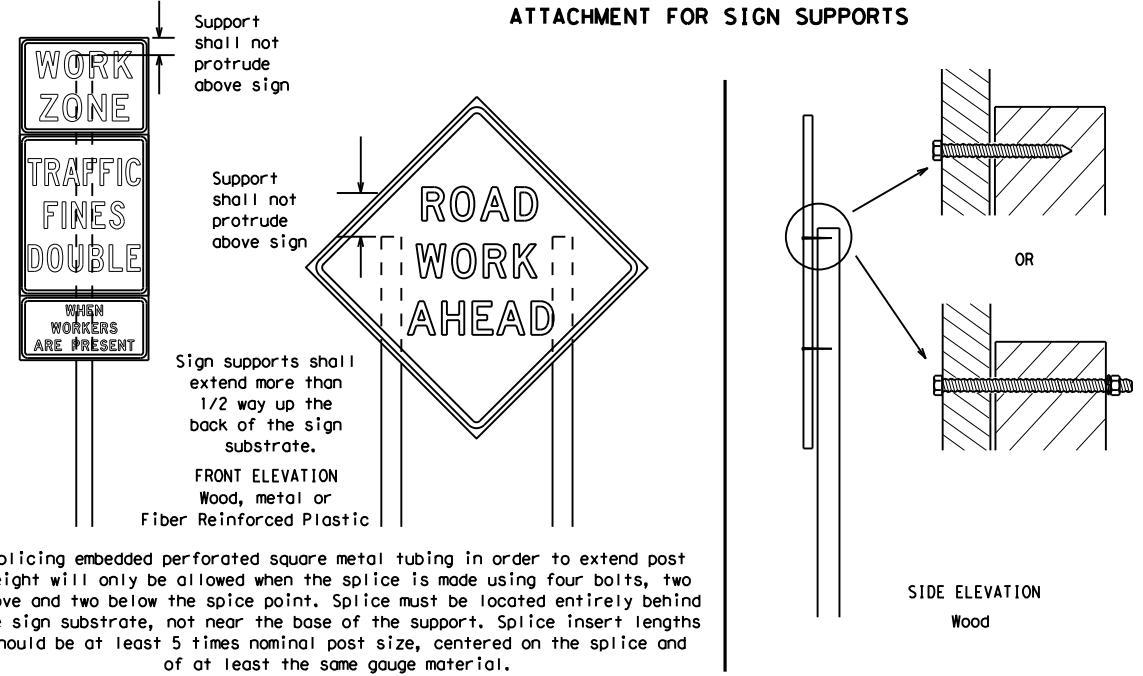 ATTACHMENT FOR SIGN SUPPORTS
Support
shall not
protrude
above sign
WORK
ZONE
TRAFFIC
FINES
DOUBLE
WHEN
WORKERS
ARE PRESENT
Support
shall not
protrude
above sign
ROAD
WORK
AHEAD
Sign supports shall
extend more than
1/2 way up the
back of the sign
substrate.
FRONT ELEVATION
Wood, metal or
Fiber Reinforced Plastic
OR
SIDE ELEVATION
Wood
plicing embedded perforated square metal tubing in order to extend post
eight will only be allowed when the splice is made using four bolts, two
ove and two below the spice point. Splice must be located entirely behind
e sign substrate, not near the base of the support. Splice insert lengths
hould be at least 5 times nominal post size, centered on the splice and
of at least the same gauge material.